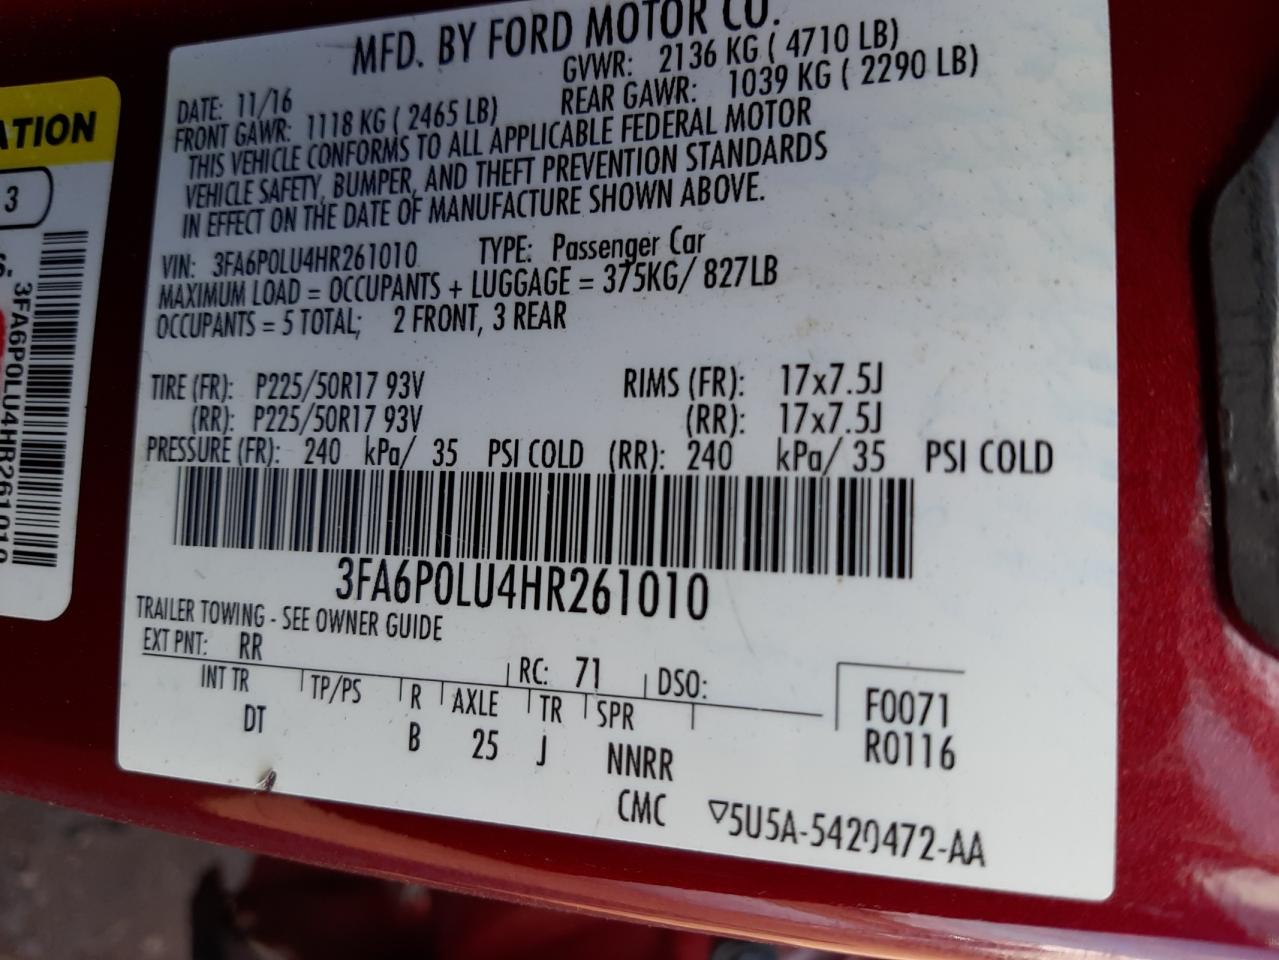 MFD. BY FORD MOTOR CO.
DATE: 11/16 GVWR: 2136 KG ( 4710 LB)
FRONT GAWR: 1118 KG ( 2465 LB) REAR GAWR: 1039 KG ( 2290 LB)
THIS VEHICLE CONFORMS TO ALL APPLICABLE FEDERAL MOTOR
VEHICLE SAFETY, BUMPER, AND THEFT PREVENTION STANDARDS
IN EFFECT ON THE DATE OF MANUFACTURE SHOWN ABOVE.
VIN: 3FA6P0LU4HR261010 TYPE: Passenger Car
MAXIMUM LOAD = OCCUPANTS + LUGGAGE = 375KG/ 827LB
OCCUPANTS = 5 TOTAL; 2 FRONT, 3 REAR
TIRE (FR): P225/50R17 93V RIMS (FR): 17x7.5J
(RR): P225/50R17 93V (RR): 17x7.5J
PRESSURE (FR): 240 kPa/ 35 PSI COLD (RR): 240 kPa/ 35 PSI COLD
3FA6P0LU4HR261010
TRAILER TOWING - SEE OWNER GUIDE
EXT PNT: RR RC: 71 DSO:
INT TR TP/PS R AXLE TR SPR F0071
DT B 25 J NNRR R0116
CMC ▽5U5A-5420472-AA
ATION
3
S.
3FA6P0LU4HR261010